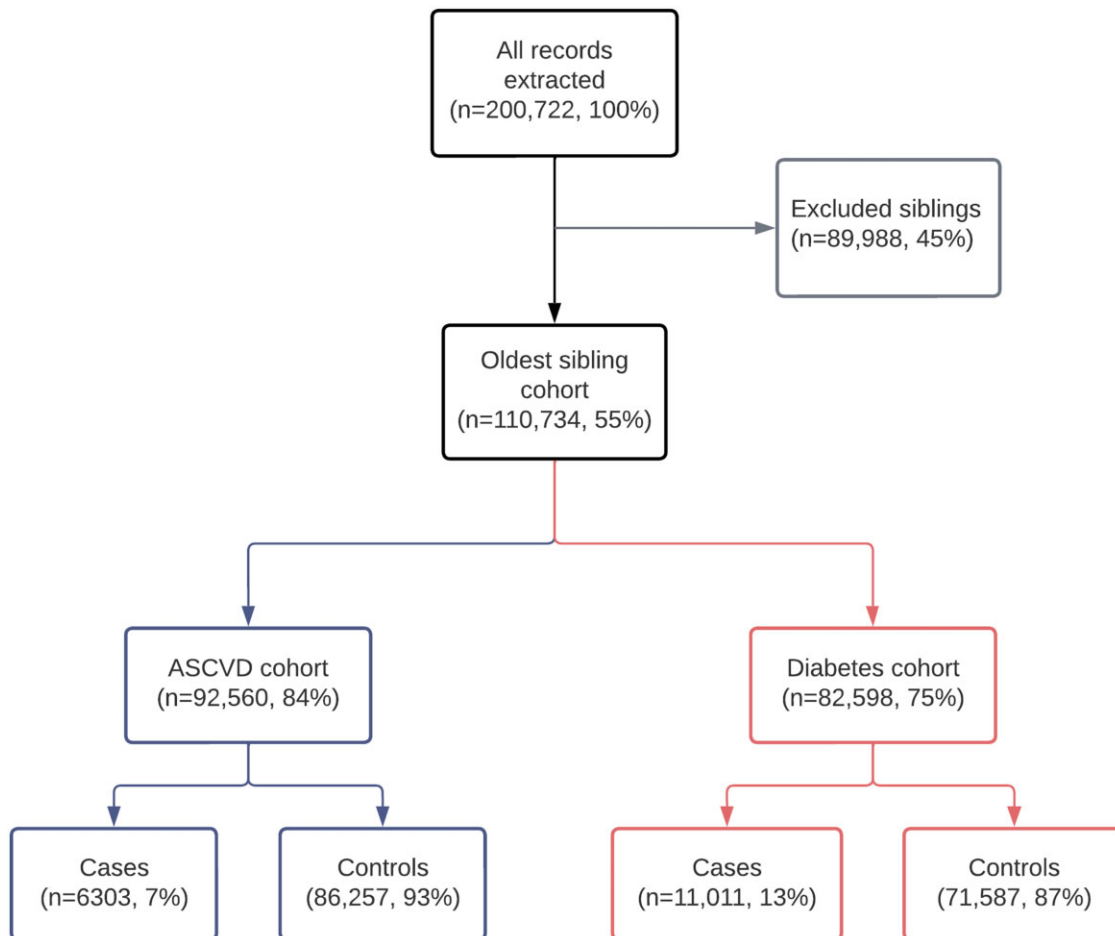 All records
extracted
(n=200,722, 100%)
Excluded siblings
(n=89,988, 45%)
Oldest sibling
cohort
(n=110,734, 55%)
ASCVD cohort
(n=92,560, 84%)
Diabetes cohort
(n=82,598, 75%)
Cases
(n=6303, 7%)
Controls
(86,257, 93%)
Cases
(n=11,011, 13%)
Controls
(71,587, 87%)